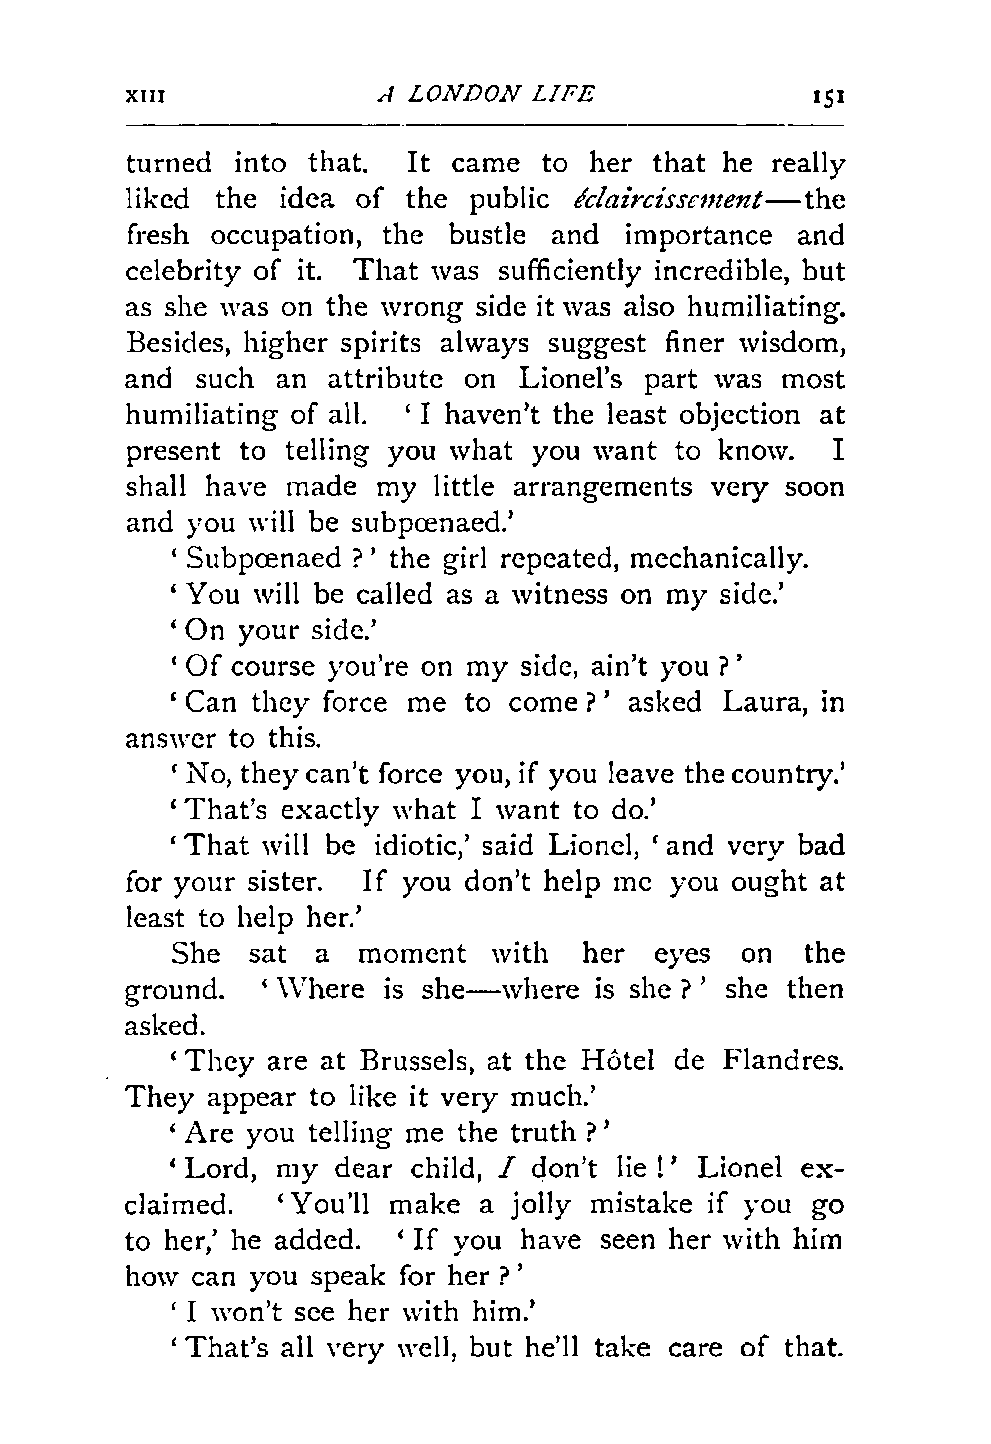 XIII A LONDON LIFE 151
turned into that. It came to her that he really
liked the idea of the public éclaircissement—the
fresh occupation, the bustle and importance and
celebrity of it. That was sufficiently incredible, but
as she was on the wrong side it was also humiliating.
Besides, higher spirits always suggest finer wisdom,
and such an attribute on Lionel's part was most
humiliating of all. ‘I haven't the least objection at
present to telling you what you want to know. I
shall have made my little arrangements very soon
and you will be subpœnaed.’
‘Subpœnaed?’ the girl repeated, mechanically.
‘You will be called as a witness on my side.’
‘On your side.’
‘Of course you're on my side, ain't you?’
‘Can they force me to come?’ asked Laura, in
answer to this.
‘No, they can't force you, if you leave the country.’
‘That's exactly what I want to do.’
‘That will be idiotic,’ said Lionel, ‘and very bad
for your sister. If you don't help me you ought at
least to help her.’
She sat a moment with her eyes on the
ground. ‘Where is she—where is she?’ she then
asked.
‘They are at Brussels, at the Hôtel de Flandres.
They appear to like it very much.’
‘Are you telling me the truth?’
‘Lord, my dear child, I don't lie!’ Lionel ex-
claimed. ‘You'll make a jolly mistake if you go
to her,’ he added. ‘If you have seen her with him
how can you speak for her?’
‘I won't see her with him.’
‘That's all very well, but he'll take care of that.